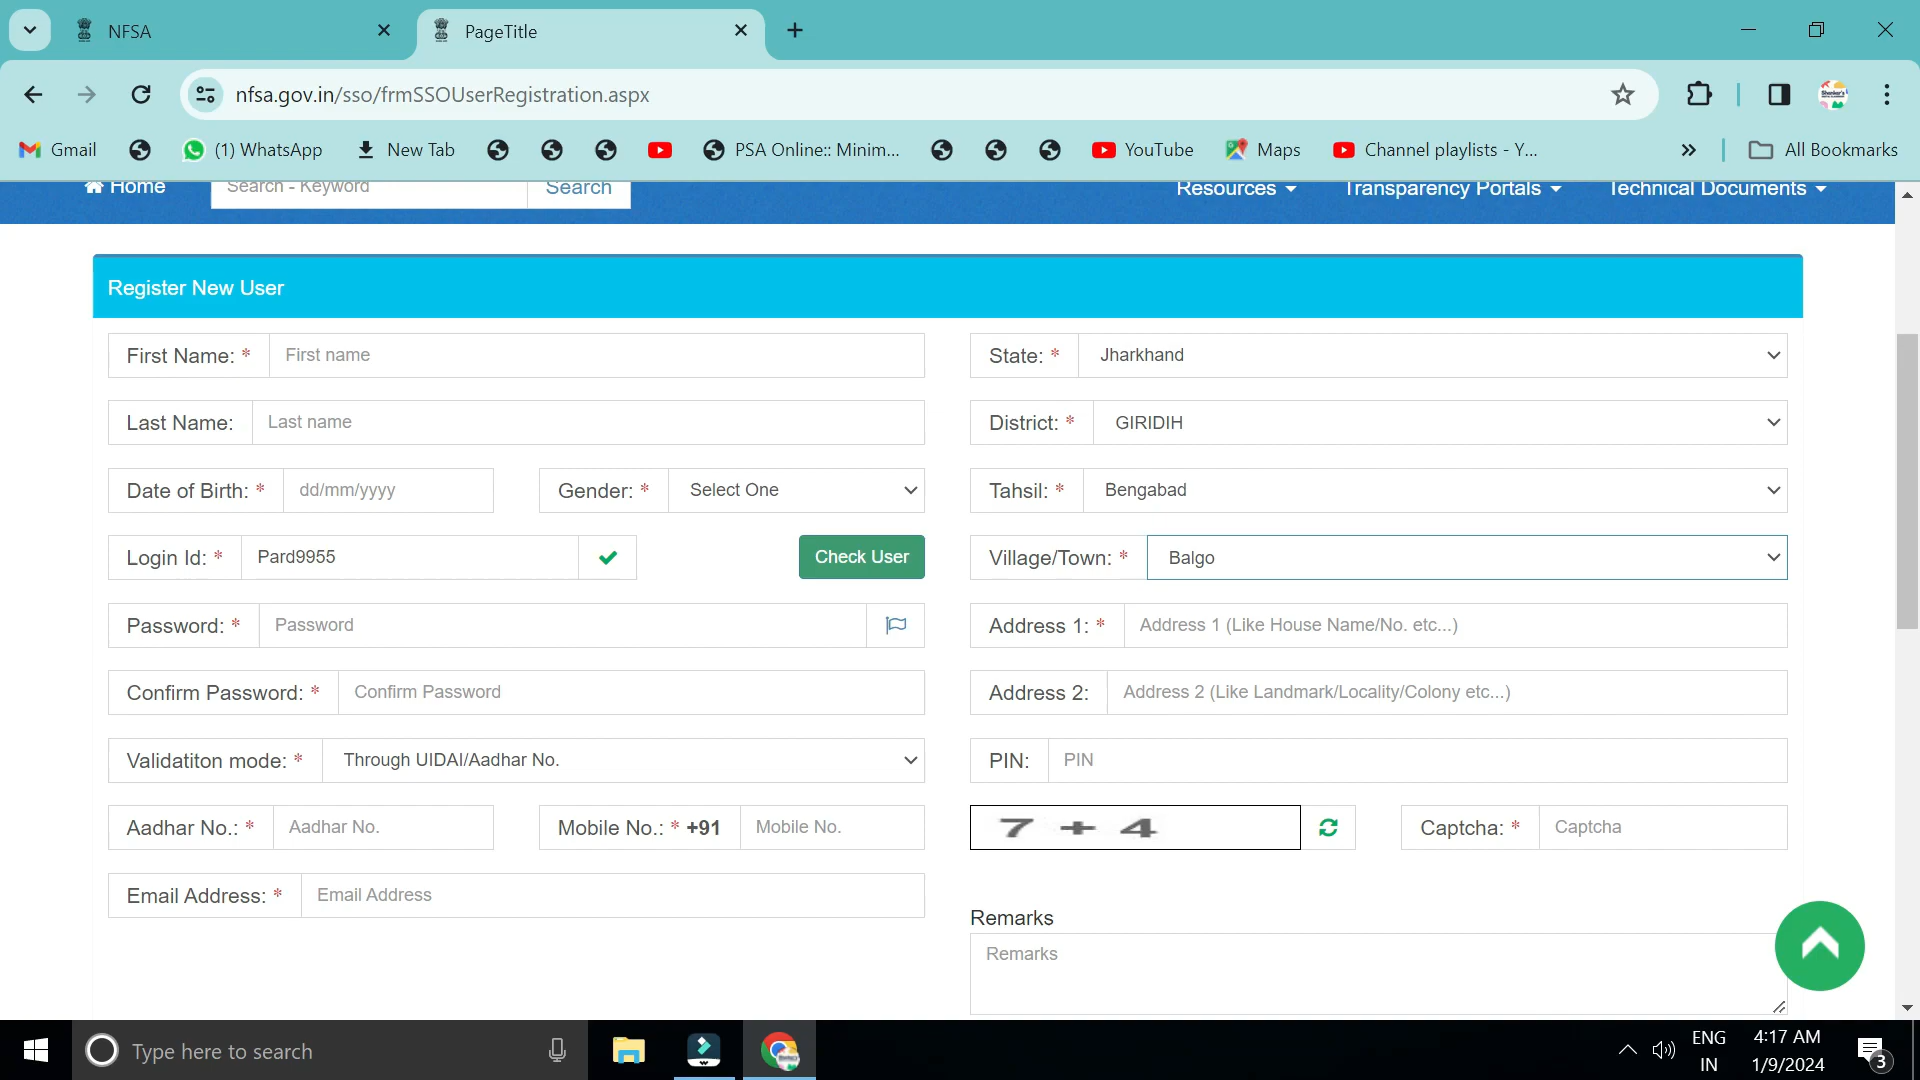 NFSA
PageTitle
nfsa.gov.in/sso/frmSSOUserRegistration.aspx
Gmail
(1) WhatsApp
New Tab
PSA Online:: Minim...
YouTube
Maps
Channel playlists - Y...
All Bookmarks
Home
Search - Keyword
Search
Resources
Transparency Portals
Technical Documents
Register New User
First Name: *
First name
State: *
Jharkhand
Last Name:
Last name
District: *
GIRIDIH
Date of Birth: *
dd/mm/yyyy
Gender: *
Select One
Tahsil: *
Bengabad
Login Id: *
Pard9955
Check User
Village/Town: *
Balgo
Password: *
Password
Address 1: *
Address 1 (Like House Name/No. etc...)
Confirm Password: *
Confirm Password
Address 2:
Address 2 (Like Landmark/Locality/Colony etc...)
Validatiton mode: *
Through UIDAI/Aadhar No.
PIN:
PIN
Aadhar No.: *
Aadhar No.
Mobile No.: * +91
Mobile No.
7 + 4
Captcha: *
Captcha
Email Address: *
Email Address
Remarks
Remarks
Type here to search
ENG
IN
4:17 AM
1/9/2024
3